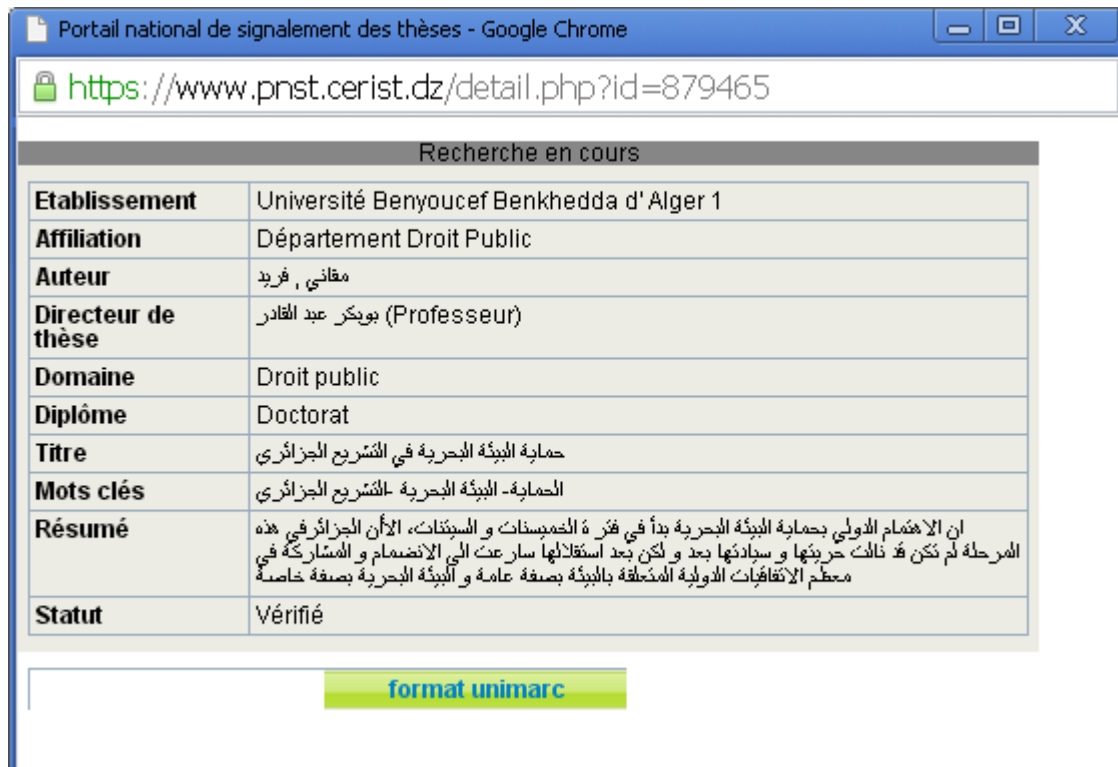 Portail national de signalement des thèses - Google Chrome
https://www.pnst.cerist.dz/detail.php?id=879465
Recherche en cours
Etablissement Université Benyoucef Benkhedda d' Alger 1
Affiliation Département Droit Public
Auteur مقاني , فريد
Directeur de thèse بوبكر عبد القادر (Professeur)
Domaine Droit public
Diplôme Doctorat
Titre حماية البيئة البحرية في التشريع الجزائري
Mots clés الحماية- البيئة البحرية -التشريع الجزائري
Résumé ان الاهتمام الدولي بحماية البيئة البحرية بدأ في فتر ة الخمسينات و الستينات، الاأن الجزائرفي هذه
المرحلة لم تكن قد نالت حريتها و سيادتها بعد و لكن بعد استقلالها سار عت الى الانضمام و المشاركة في
معظم الاتفاقيات الدولية المتعلقة بالبيئة بصفة عامة و البيئة البحرية بصفة خاصة
Statut Vérifié
format unimarc